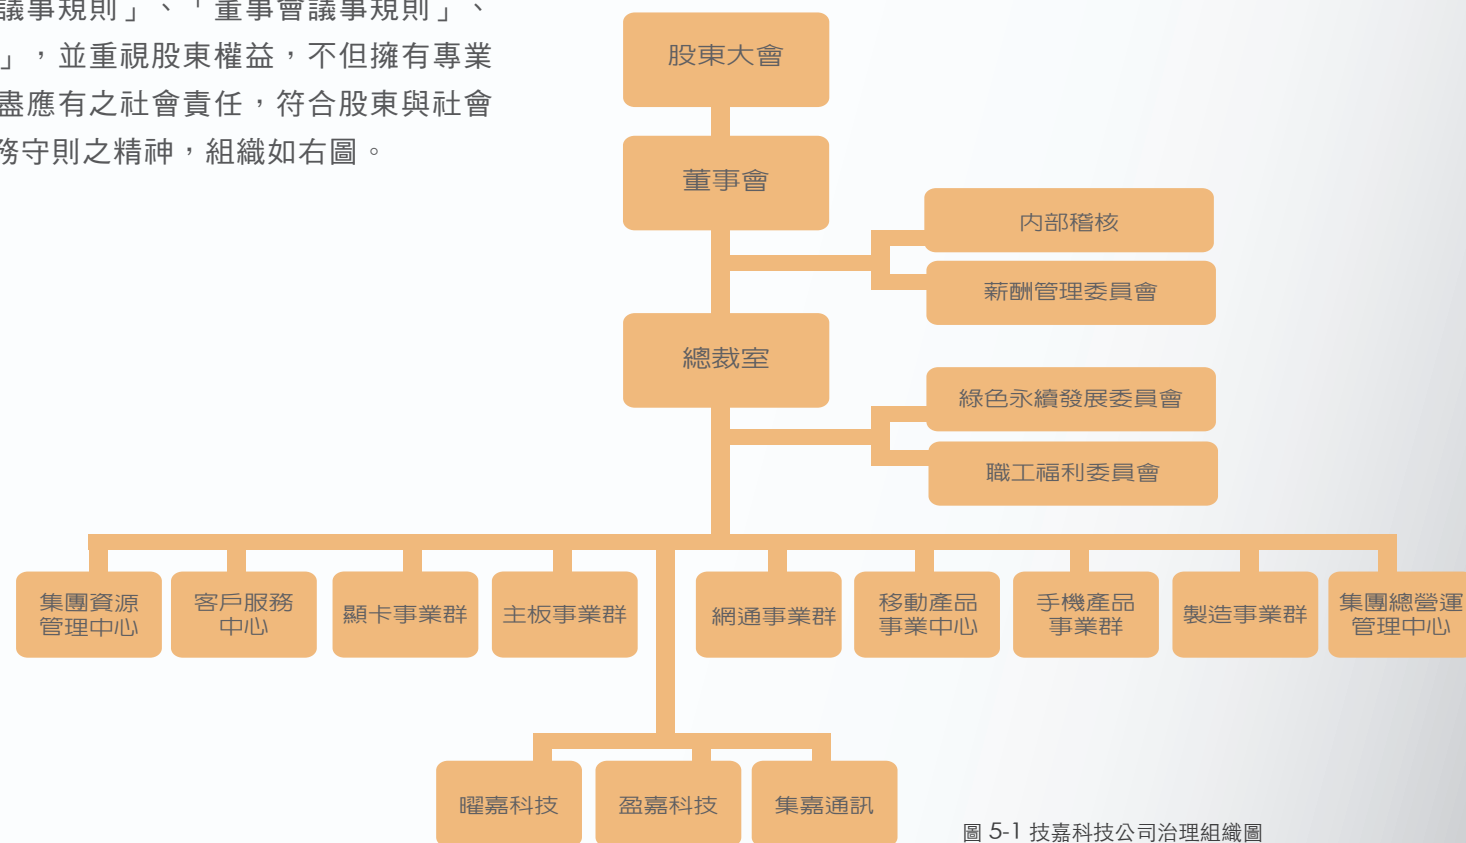 議事規則」、「董事會議事規則」、
」，並重視股東權益，不但擁有專業
盡應有之社會責任，符合股東與社會
務守則之精神，組織如右圖。
股東大會
董事會
內部稽核
薪酬管理委員會
總裁室
綠色永續發展委員會
職工福利委員會
集團資源
管理中心
客戶服務
中心
顯卡事業群
主板事業群
網通事業群
移動產品
事業中心
手機產品
事業群
製造事業群
集團總營運
管理中心
曜嘉科技
盈嘉科技
集嘉通訊
圖 5-1 技嘉科技公司治理組織圖